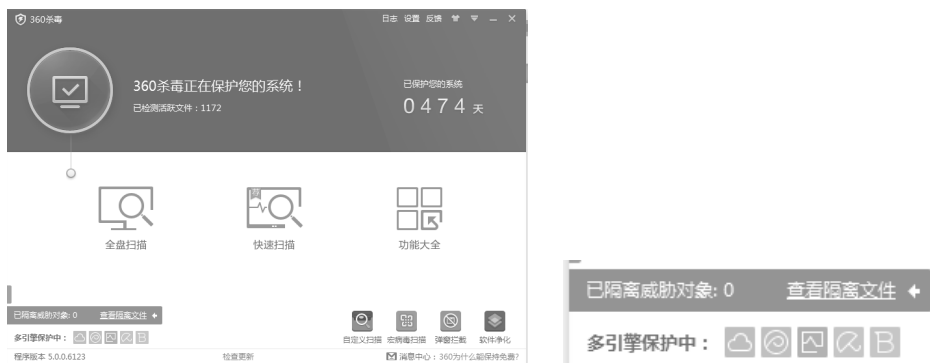 360杀毒 日志 设置 反馈
360杀毒正在保护您的系统！
已检测活跃文件：1172
已保护您的系统
0474 天
全盘扫描 快速扫描 功能大全
已隔离威胁对象: 0 查看隔离文件
多引擎保护中：
自定义扫描 宏病毒扫描 弹窗拦截 软件净化
程序版本 5.0.0.6123 检查更新 消息中心：360为什么能保持免费?
已隔离威胁对象: 0 查看隔离文件
多引擎保护中： B